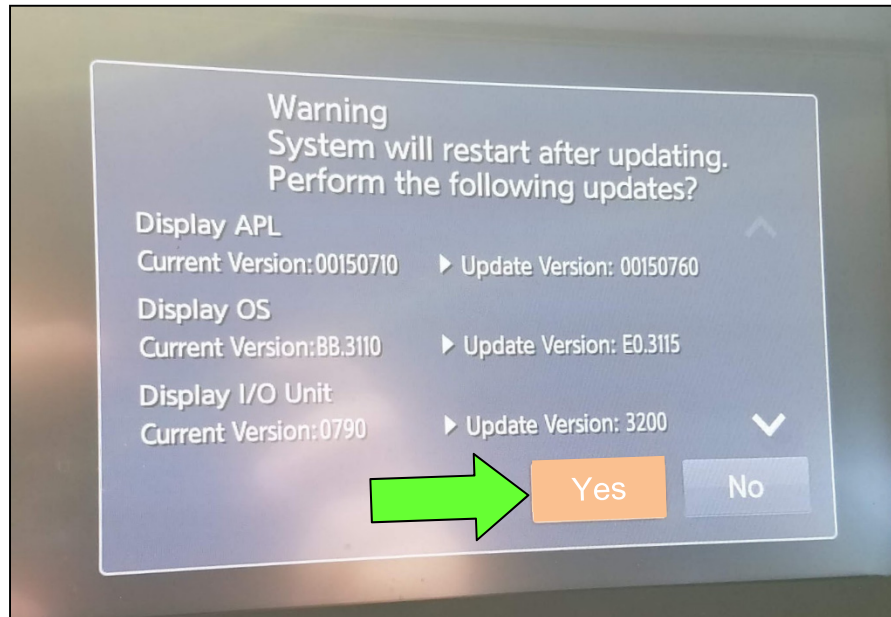 Warning
System will restart after updating.
Perform the following updates?
Display APL
Current Version:00150710 ▶ Update Version: 00150760
Display OS
Current Version:BB.3110 ▶ Update Version: E0.3115
Display I/O Unit
Current Version:0790 ▶ Update Version: 3200
Yes No